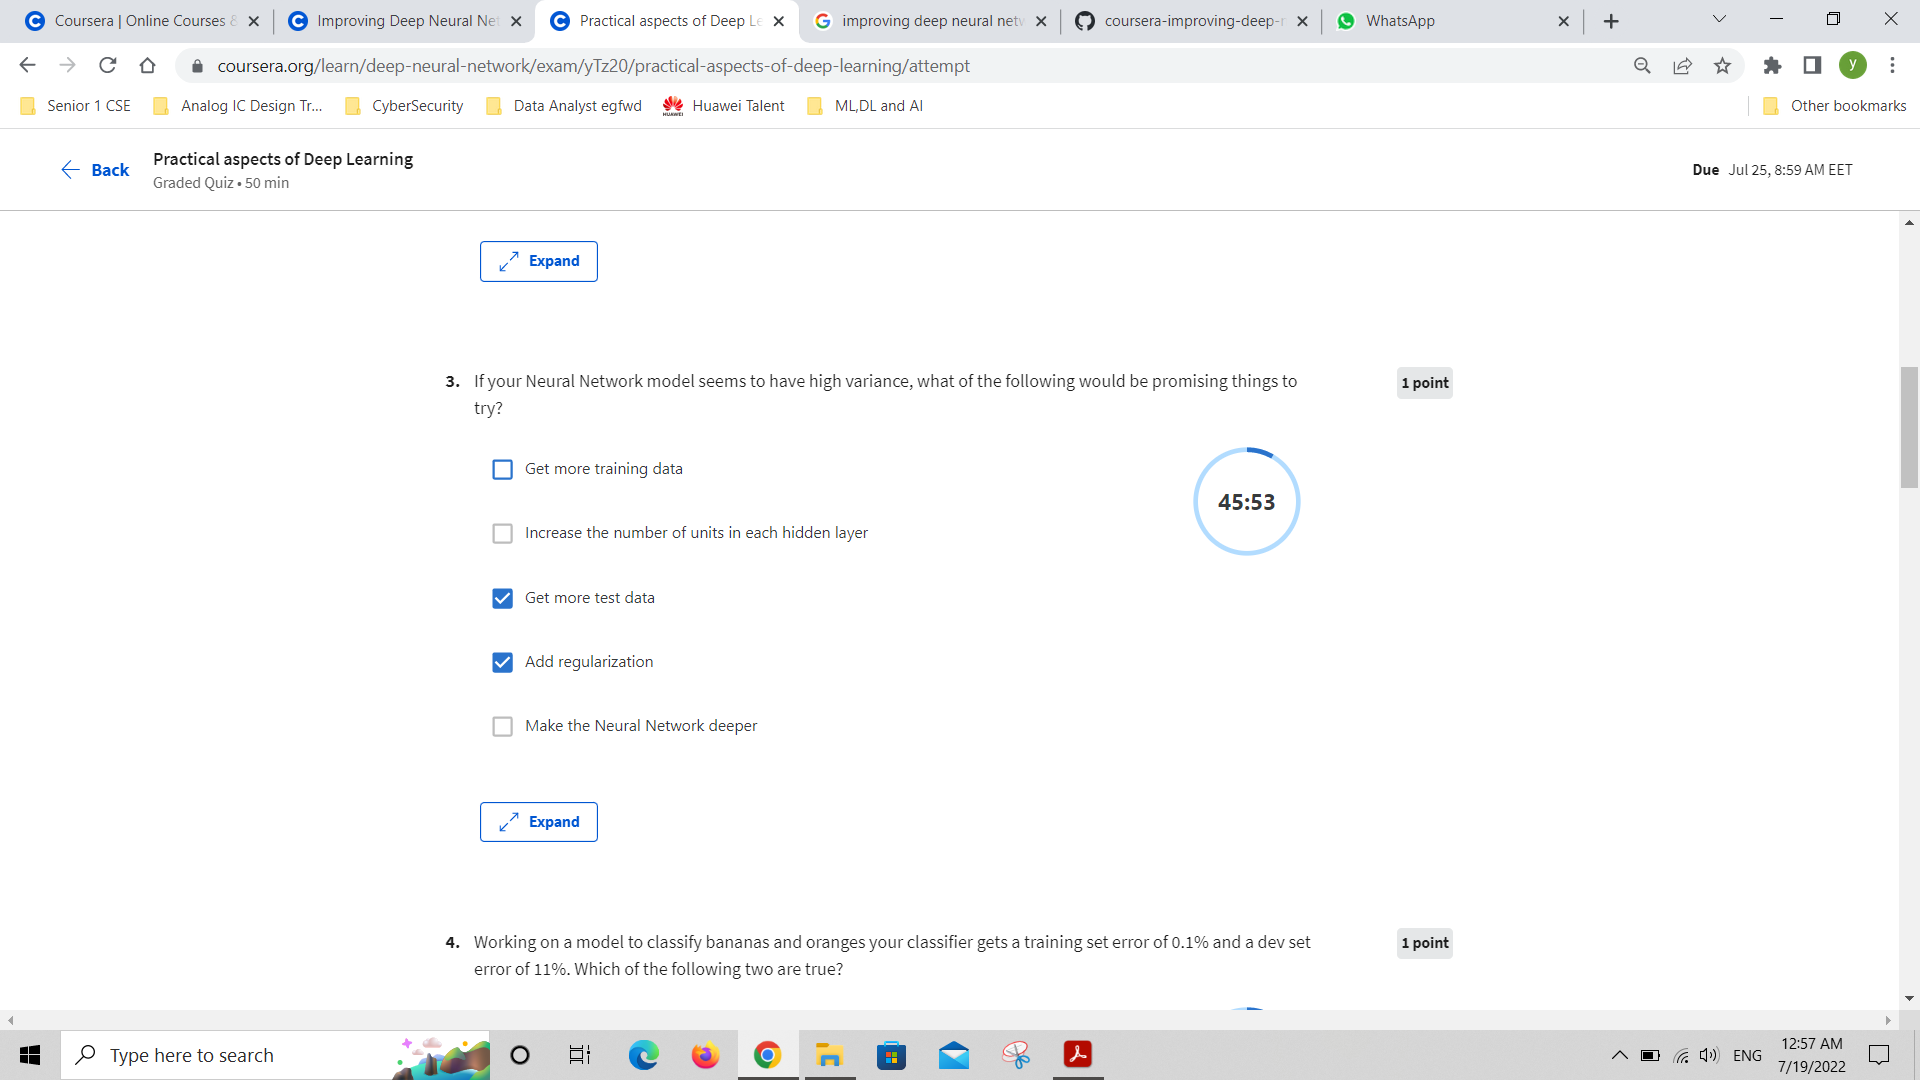 Coursera | Online Courses &
Improving Deep Neural Net
Practical aspects of Deep Le
improving deep neural netw
coursera-improving-deep-n
WhatsApp
coursera.org/learn/deep-neural-network/exam/yTz20/practical-aspects-of-deep-learning/attempt
y
Senior 1 CSE
Analog IC Design Tr...
CyberSecurity
Data Analyst egfwd
HUAWEI
Huawei Talent
ML,DL and AI
Other bookmarks
Back
Practical aspects of Deep Learning
Graded Quiz • 50 min
Due Jul 25, 8:59 AM EET
Expand
3. If your Neural Network model seems to have high variance, what of the following would be promising things to
try?
1 point
Get more training data
45:53
Increase the number of units in each hidden layer
Get more test data
Add regularization
Make the Neural Network deeper
Expand
4. Working on a model to classify bananas and oranges your classifier gets a training set error of 0.1% and a dev set
error of 11%. Which of the following two are true?
1 point
Type here to search
ENG
12:57 AM
7/19/2022